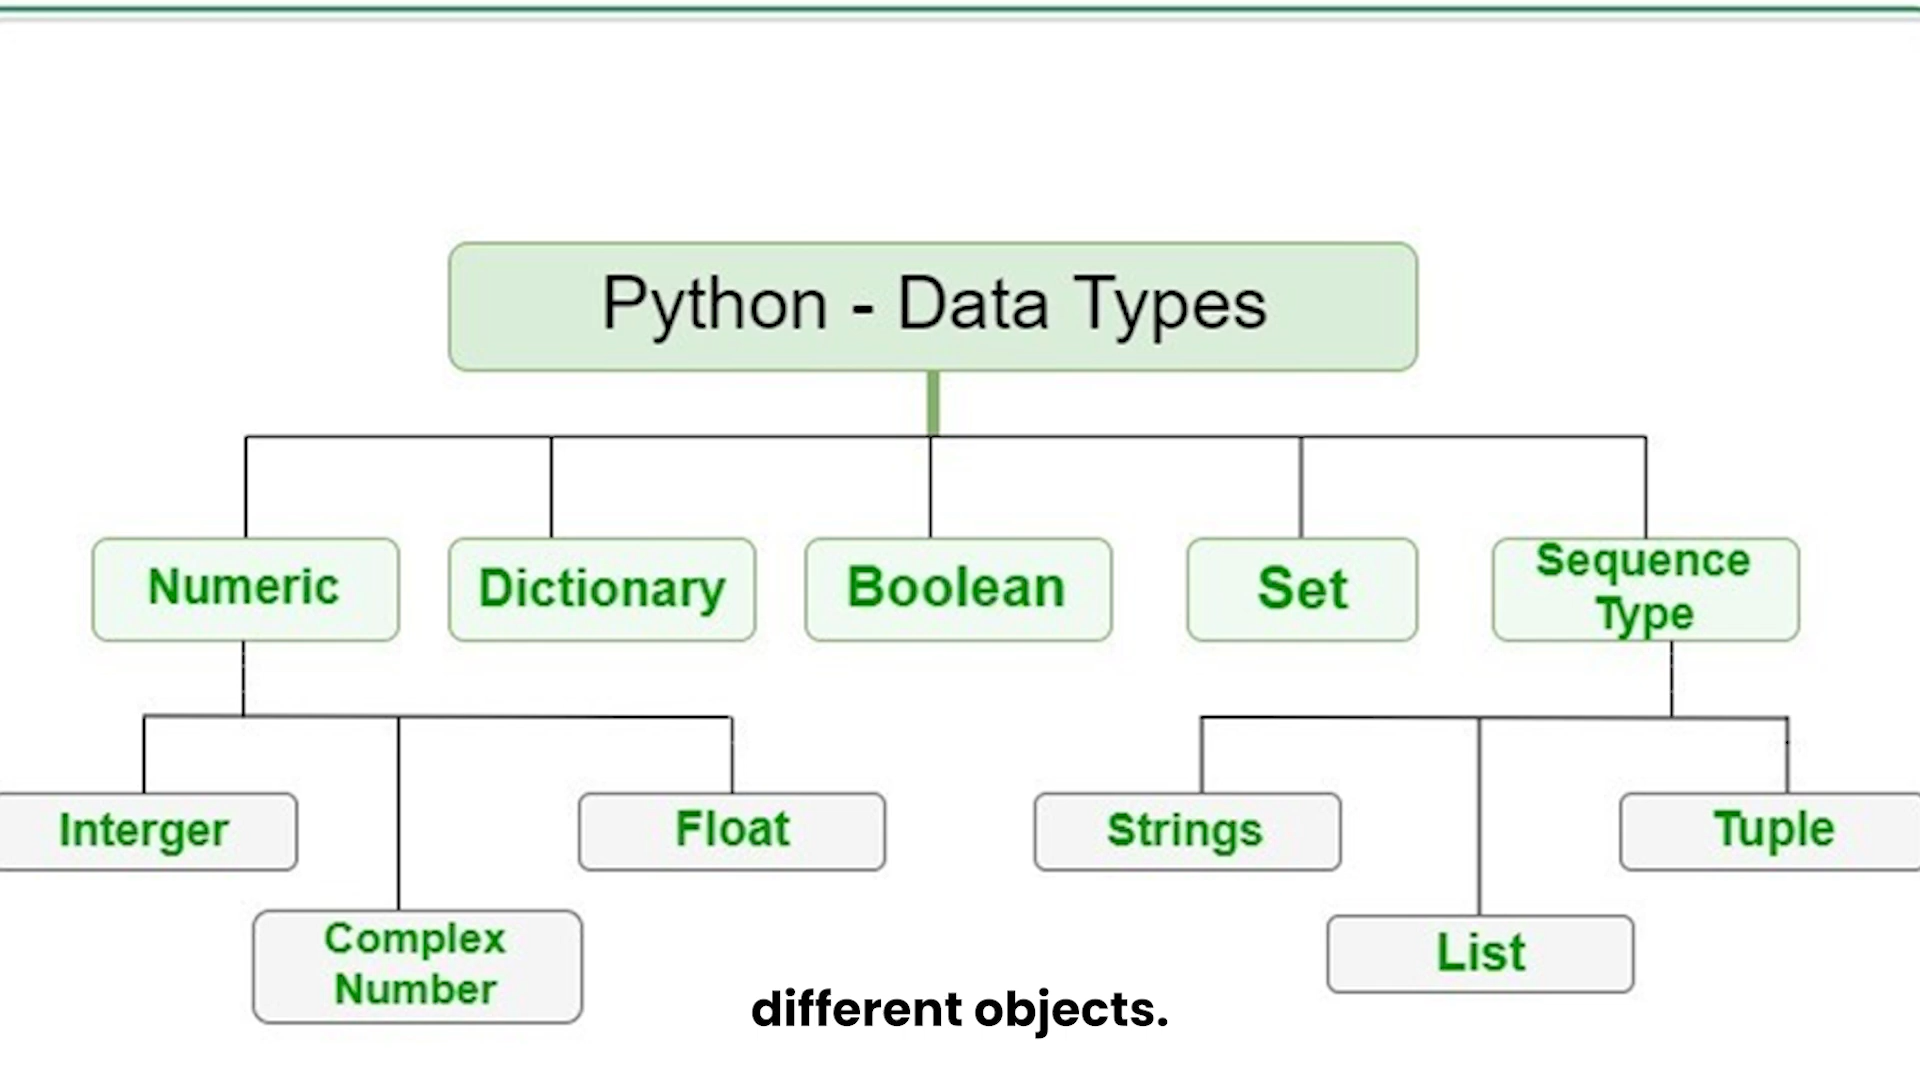 Python - Data Types
Numeric
Dictionary
Boolean
Set
Sequence
Type
Interger
Float
Strings
Tuple
Complex
Number
List
different objects.